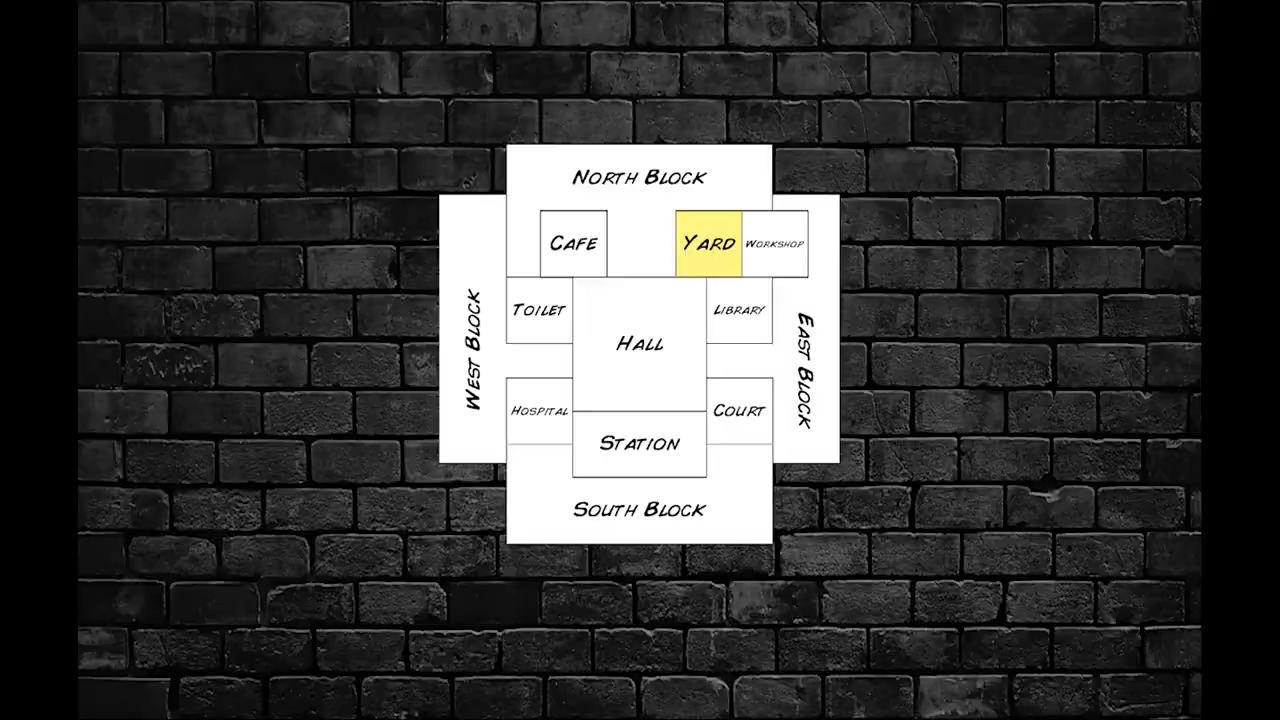 North Block
Cafe
Yard
Workshop
Toilet
Library
West Block
Hall
East Block
Hospital
Court
Station
South Block